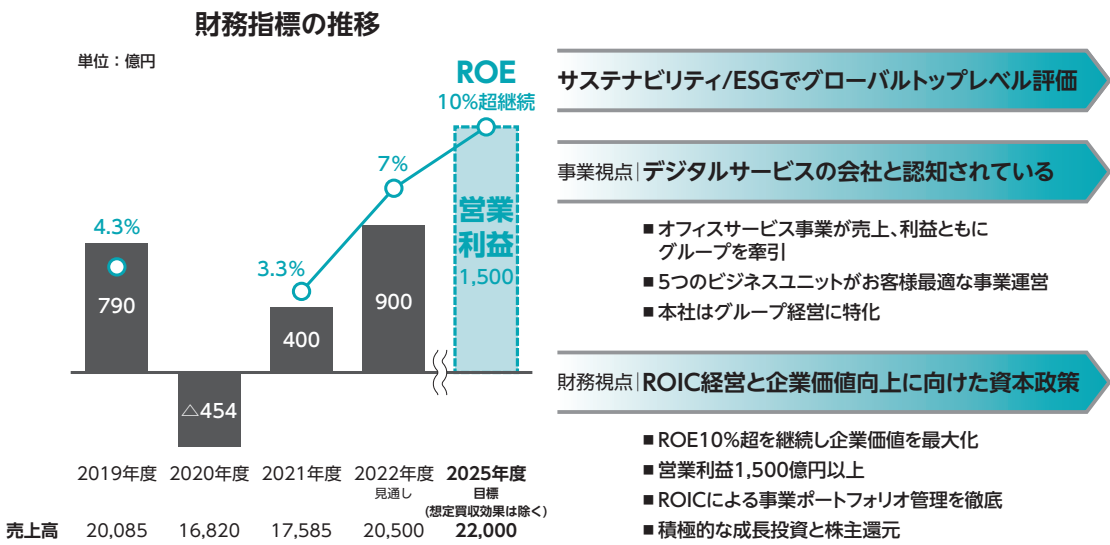 財務指標の推移
単位：億円
ROE
10%超継続
7%
4.3%
3.3%
営業
利益
1,500
790
900
400
△454
2019年度 2020年度 2021年度 2022年度 2025年度
見通し 目標
(想定買収効果は除く)
売上高 20,085 16,820 17,585 20,500 22,000
サステナビリティ/ESGでグローバルトップレベル評価
事業視点|デジタルサービスの会社と認知されている
■オフィスサービス事業が売上、利益ともに
グループを牽引
■5つのビジネスユニットがお客様最適な事業運営
■本社はグループ経営に特化
財務視点|ROIC経営と企業価値向上に向けた資本政策
■ROE10%超を継続し企業価値を最大化
■営業利益1,500億円以上
■ROICによる事業ポートフォリオ管理を徹底
■積極的な成長投資と株主還元